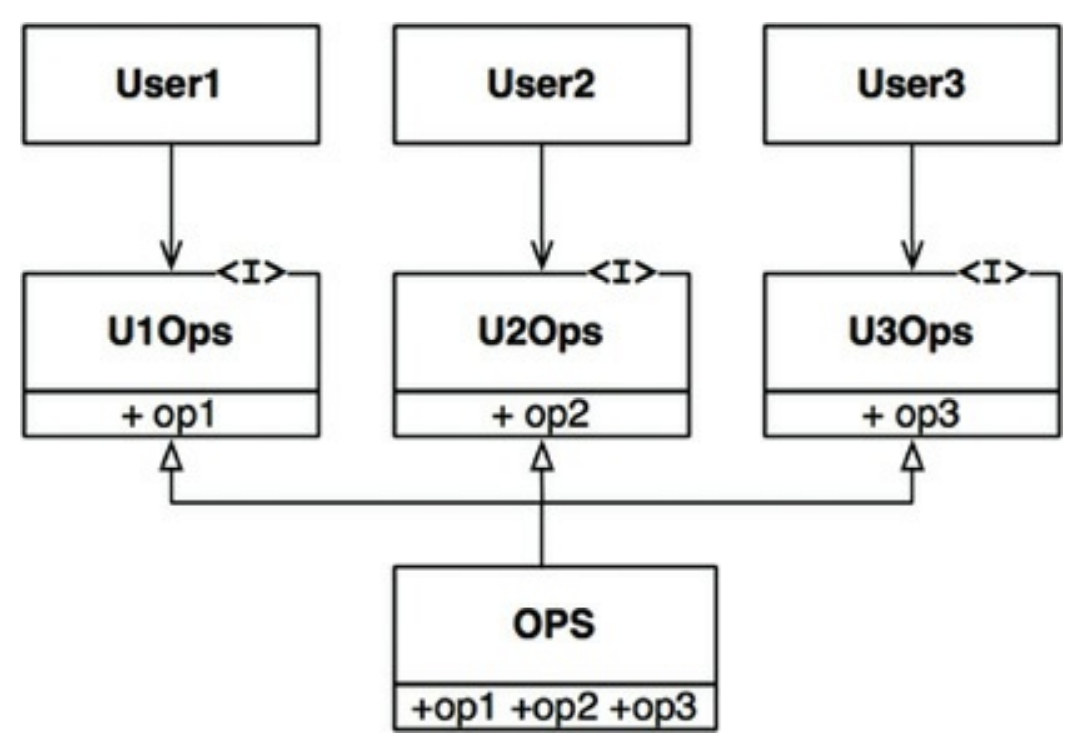 User1
User2
User3
<I>
<I>
<I>
U1Ops
U2Ops
U3Ops
+ op1
+ op2
+ op3
OPS
+op1 +op2 +op3